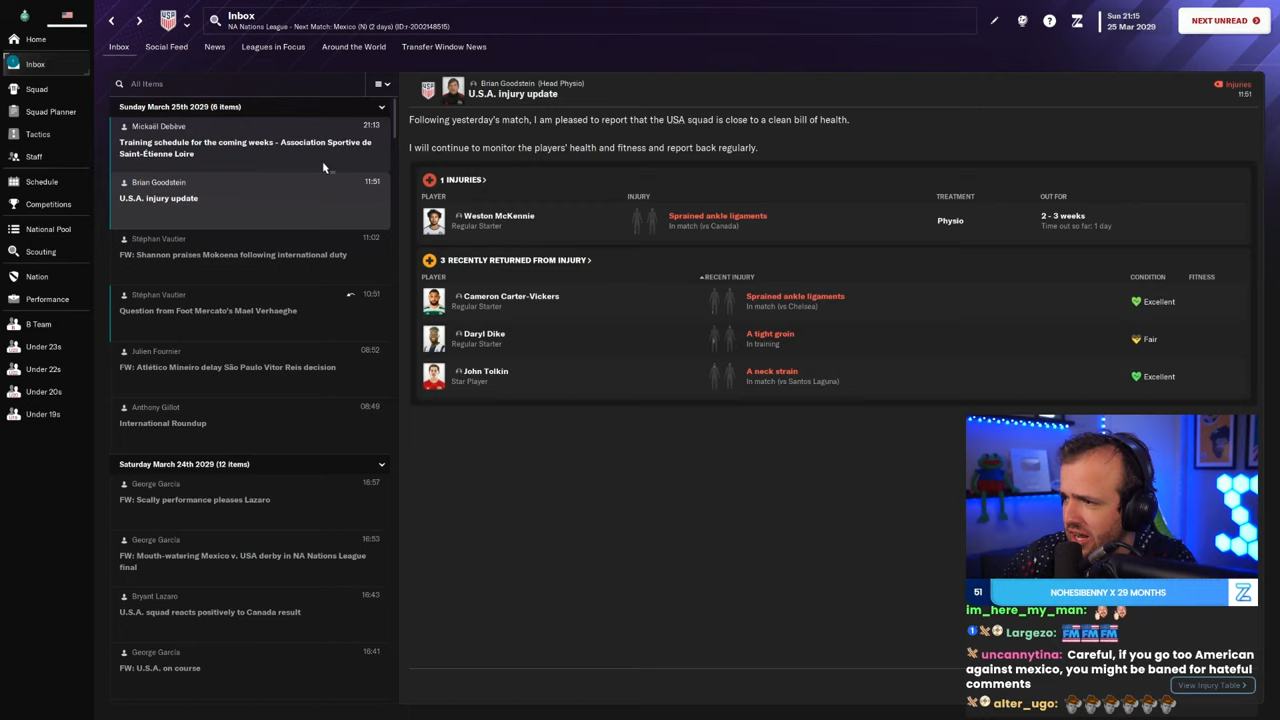 Home
Inbox
Squad
Squad Planner
Tactics
Staff
Schedule
Competitions
National Pool
Scouting
Nation
Performance
B Team
Under 23s
Under 22s
Under 20s
Under 19s
Inbox
NA Nations League - Next Match: Mexico (N) (2 days) (ID:r-2002148515)
Sun 21:15
25 Mar 2029
NEXT UNREAD
Inbox
Social Feed
News
Leagues in Focus
Around the World
Transfer Window News
All Items
Sunday March 25th 2029 (6 items)
Mickaël Debève 21:13
Training schedule for the coming weeks - Association Sportive de
Saint-Étienne Loire
Brian Goodstein 11:51
U.S.A. injury update
Stéphan Vautier 11:02
FW: Shannon praises Mokoena following international duty
Stéphan Vautier 10:51
Question from Foot Mercato's Mael Verhaeghe
Julien Fournier 08:52
FW: Atlético Mineiro delay São Paulo Vitor Reis decision
Anthony Gillot 08:49
International Roundup
Saturday March 24th 2029 (12 items)
George García 16:57
FW: Scally performance pleases Lazaro
George García 16:53
FW: Mouth-watering Mexico v. USA derby in NA Nations League
final
Bryant Lazaro 16:43
U.S.A. squad reacts positively to Canada result
George García 16:41
FW: U.S.A. on course
Brian Goodstein (Head Physio)
U.S.A. injury update
Injuries
11:51
Following yesterday's match, I am pleased to report that the USA squad is close to a clean bill of health.
I will continue to monitor the players' health and fitness and report back regularly.
1 INJURIES
PLAYER INJURY TREATMENT OUT FOR
Weston McKennie Sprained ankle ligaments Physio 2 - 3 weeks
Regular Starter In match (vs Canada) Time out so far: 1 day
3 RECENTLY RETURNED FROM INJURY
PLAYER RECENT INJURY CONDITION FITNESS
Cameron Carter-Vickers Sprained ankle ligaments Excellent
Regular Starter In match (vs Chelsea)
Daryl Dike A tight groin Fair
Regular Starter In training
John Tolkin A neck strain Excellent
Star Player In match (vs Santos Laguna)
51 NOHESIBENNY X 29 MONTHS
im_here_my_man:
Largezo: FM FM FM
uncannytina: Careful, if you go too American
against mexico, you might be baned for hateful
comments
View Injury Table
alter_ugo: